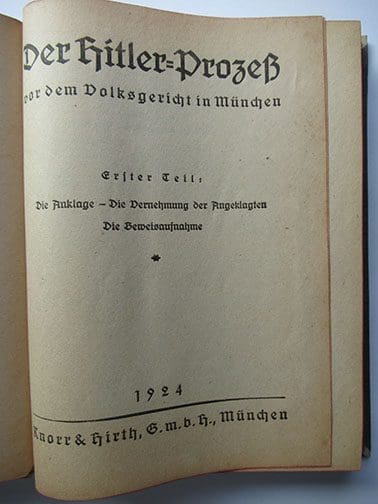 Der Hitler=Prozeß
vor dem Volksgericht in München
Erster Teil:
Die Anklage – Die Vernehmung der Angeklagten
Die Beweisaufnahme
*
1924
Knorr & Hirth, G.m.b.H., München